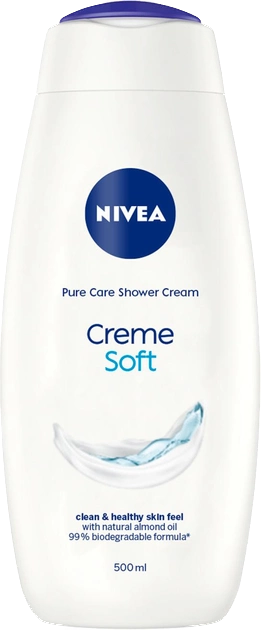 NIVEA
Pure Care Shower Cream
Creme
Soft
clean & healthy skin feel
with natural almond oil
99% biodegradable formula*
500 ml